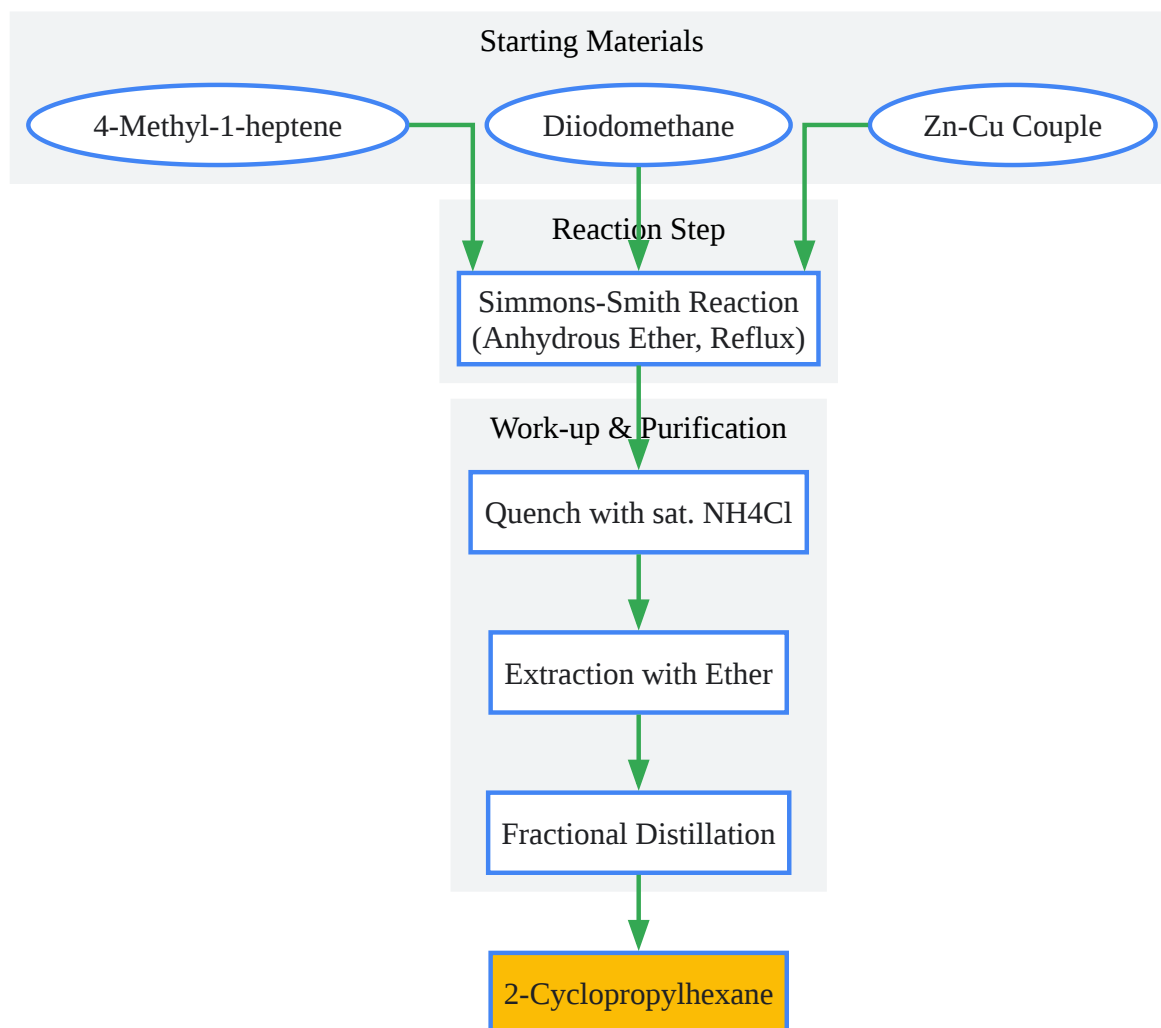 Starting Materials
4-Methyl-1-heptene
Diiodomethane
Zn-Cu Couple
Reaction Step
Simmons-Smith Reaction
(Anhydrous Ether, Reflux)
Work-up & Purification
Quench with sat. NH4Cl
Extraction with Ether
Fractional Distillation
2-Cyclopropylhexane